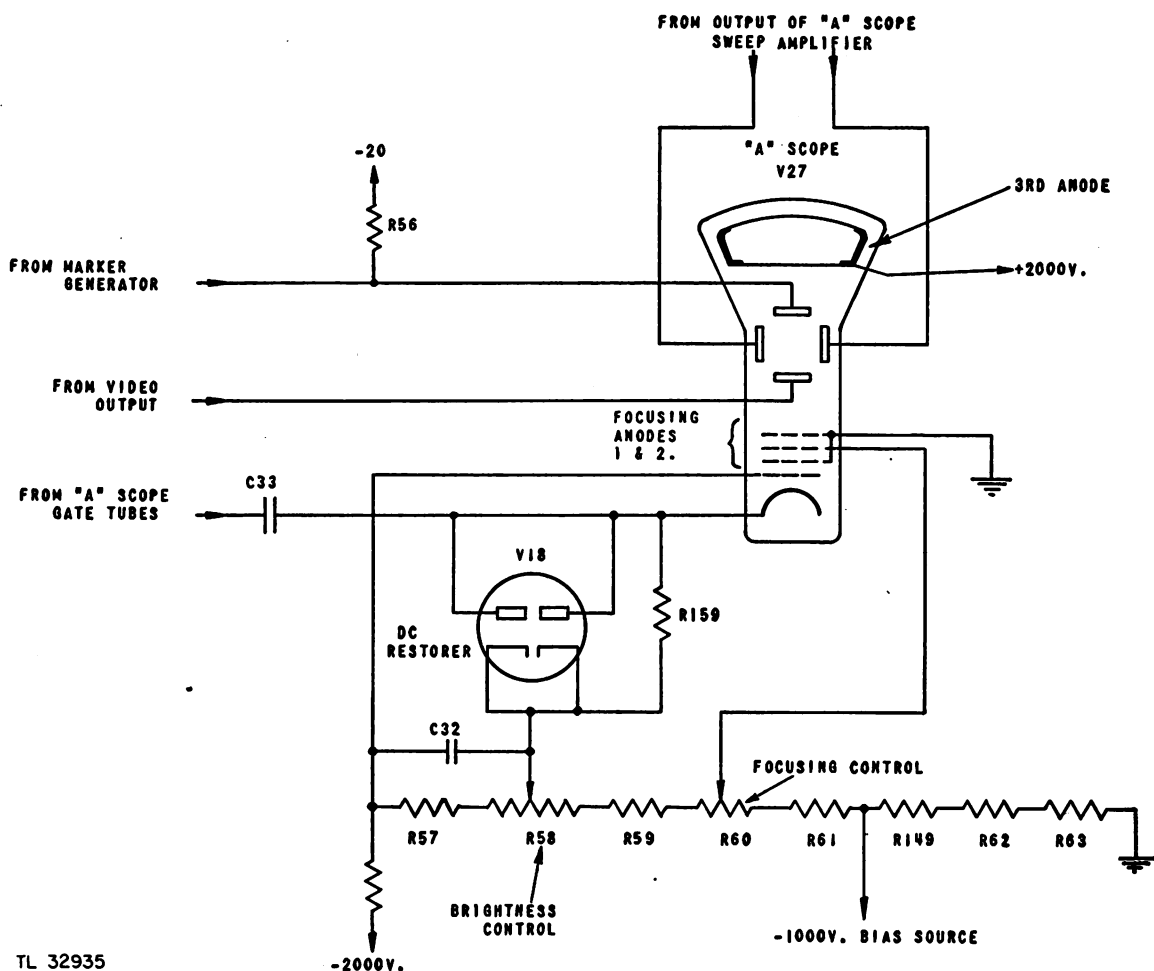 FROM OUTPUT OF "A" SCOPE
SWEEP AMPLIFIER
"A" SCOPE
V27
-20
3RD ANODE
R56
FROM MARKER
GENERATOR
+2000V.
FROM VIDEO
OUTPUT
FOCUSING
ANODES
1 & 2.
C33
FROM "A" SCOPE
GATE TUBES
V18
R159
DC
RESTORER
C32
FOCUSING CONTROL
R57
R58
R59
R60
R61
R149
R62
R63
BRIGHTNESS
CONTROL
-1000V. BIAS SOURCE
TL 32935
-2000V.